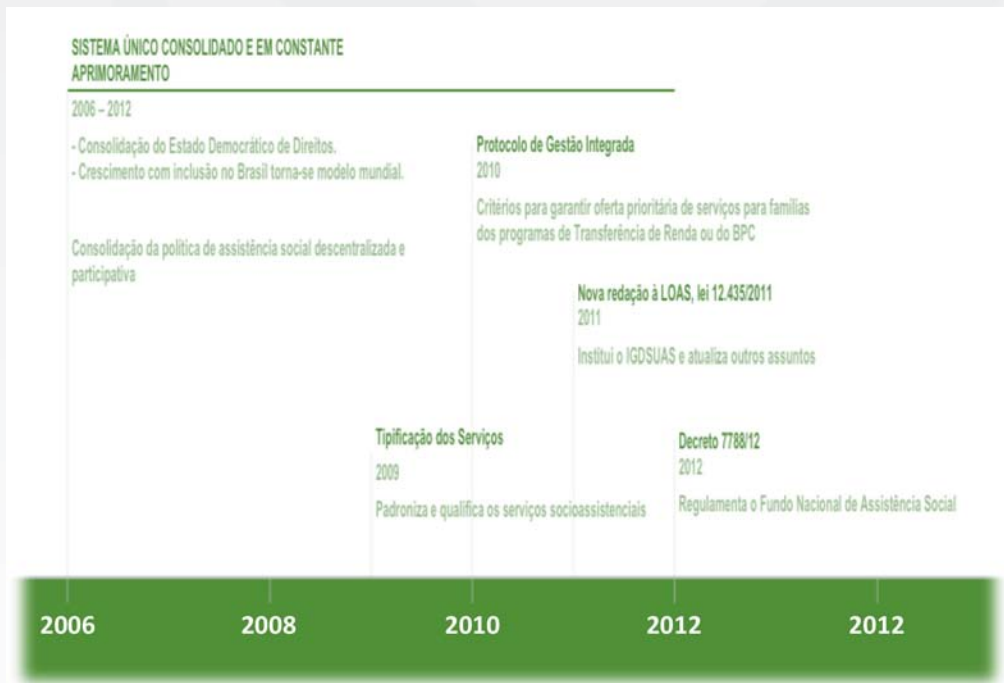 SISTEMA ÚNICO CONSOLIDADO E EM CONSTANTE
APRIMORAMENTO
2006 – 2012
- Consolidação do Estado Democrático de Direitos.
- Crescimento com inclusão no Brasil torna-se modelo mundial.
Consolidação da política de assistência social descentralizada e
participativa
Protocolo de Gestão Integrada
2010
Critérios para garantir oferta prioritária de serviços para famílias
dos programas de Transferência de Renda ou do BPC
Nova redação à LOAS, lei 12.435/2011
2011
Institui o IGDSUAS e atualiza outros assuntos
Tipificação dos Serviços
2009
Padroniza e qualifica os serviços socioassistenciais
Decreto 7788/12
2012
Regulamenta o Fundo Nacional de Assistência Social
2006 2008 2010 2012 2012